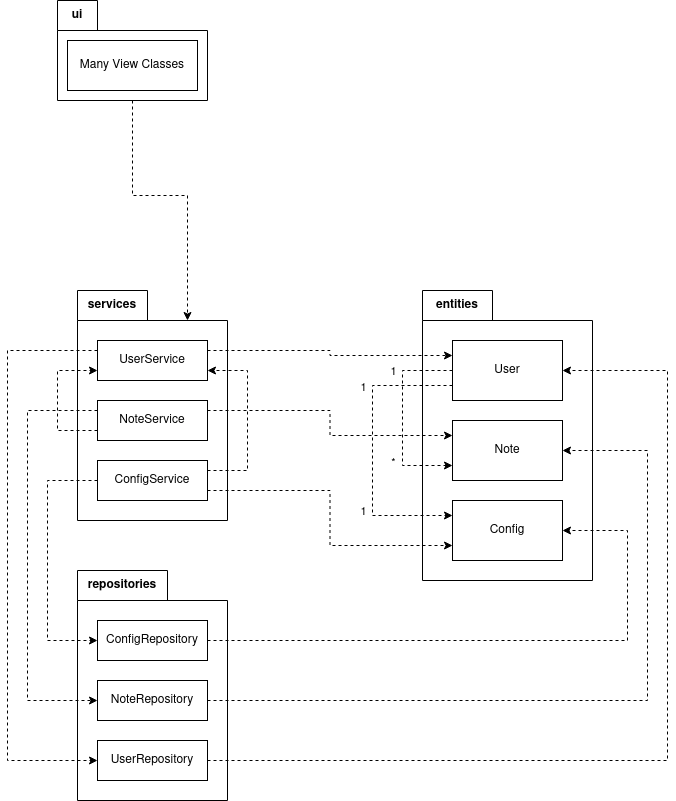 ui
Many View Classes
services
entities
UserService
User
1
1
NoteService
Note
*
ConfigService
1
Config
repositories
ConfigRepository
NoteRepository
UserRepository